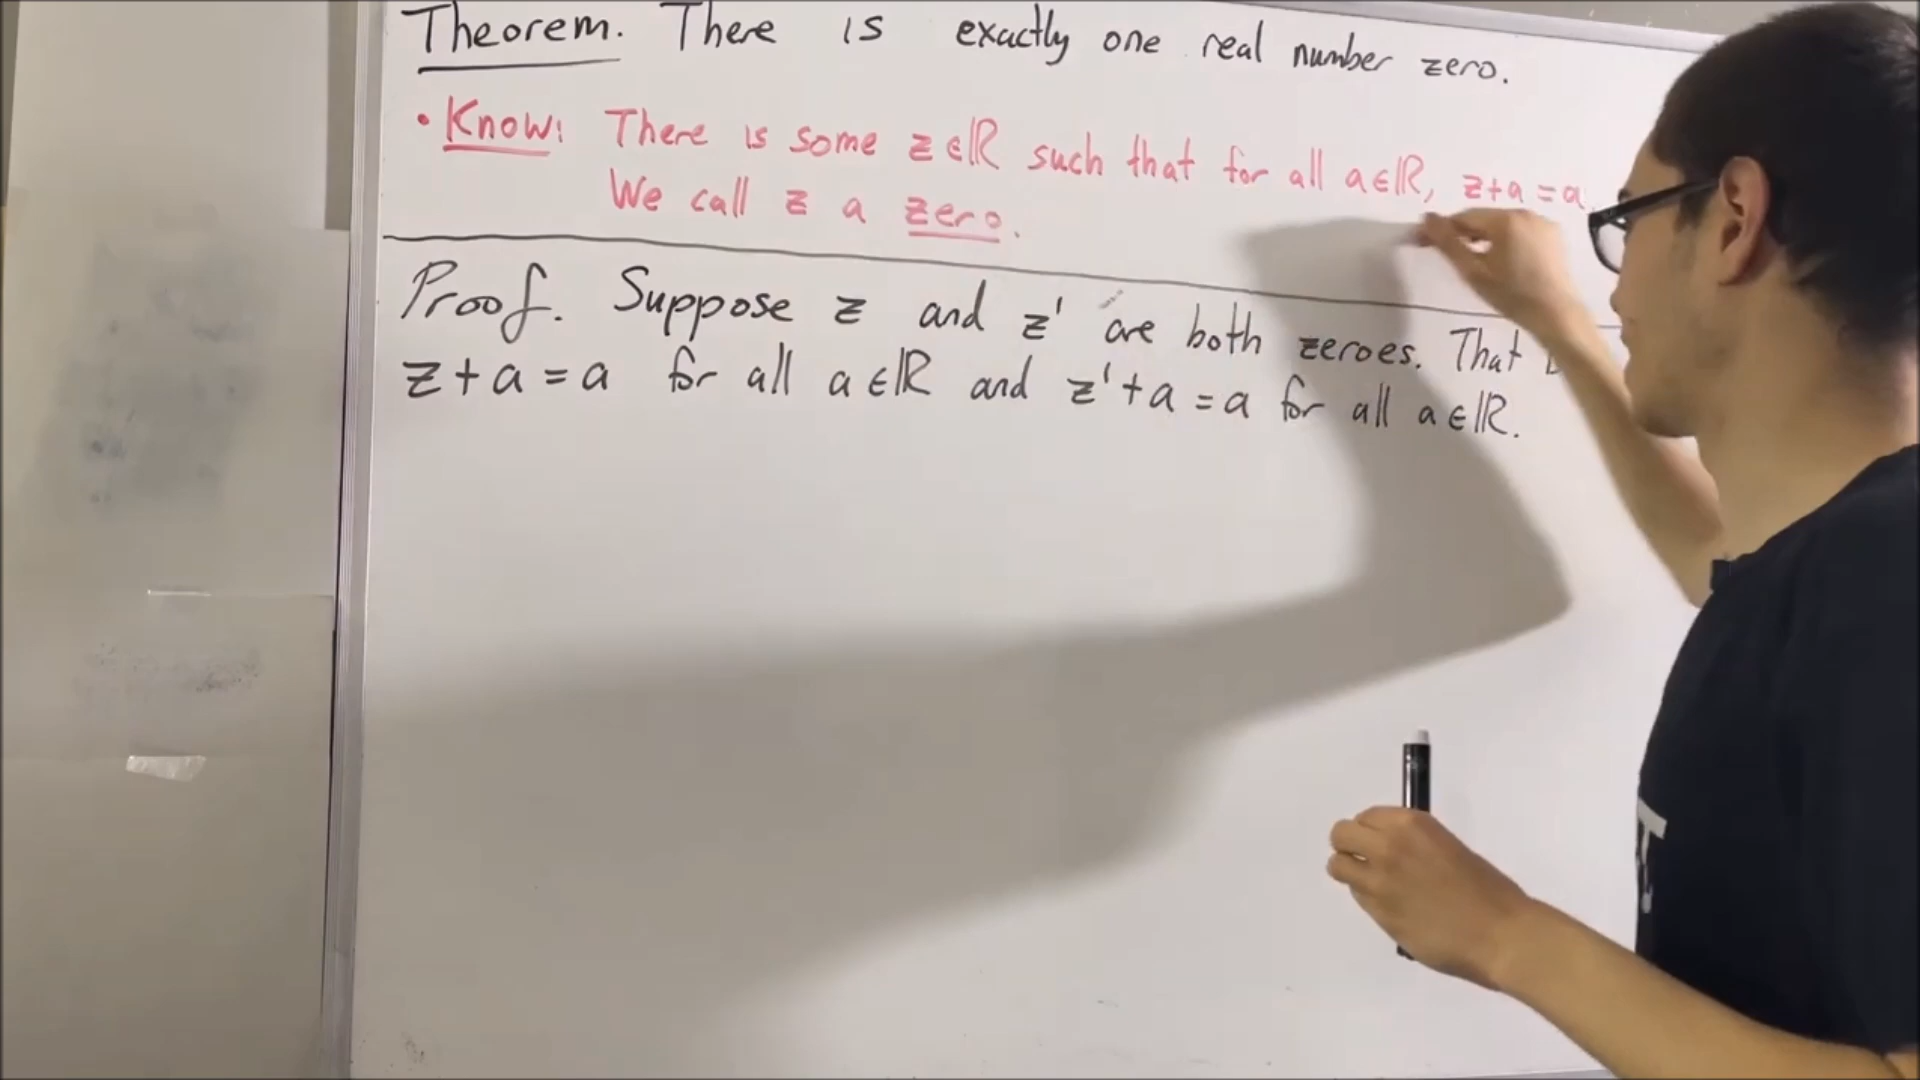 Theorem. There is exactly one real number zero.
• Know: There is some z∈ℝ such that for all a∈ℝ, z+a=a.
We call z a zero.
Proof. Suppose z and z' are both zeroes. That
z+a=a for all a∈ℝ and z'+a=a for all a∈ℝ.